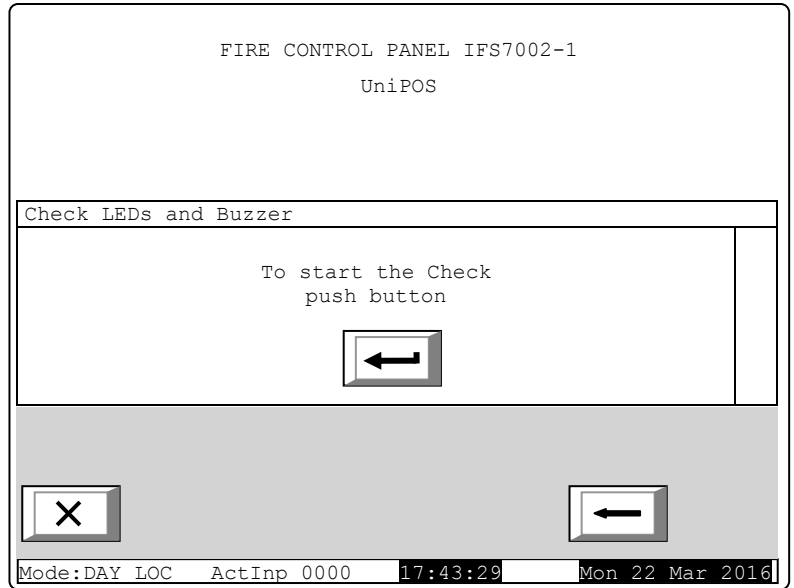 FIRE CONTROL PANEL IFS7002-1
UniPOS
Check LEDs and Buzzer
To start the Check
push button
Mode:DAY LOC ActInp 0000 17:43:29 Mon 22 Mar 2016